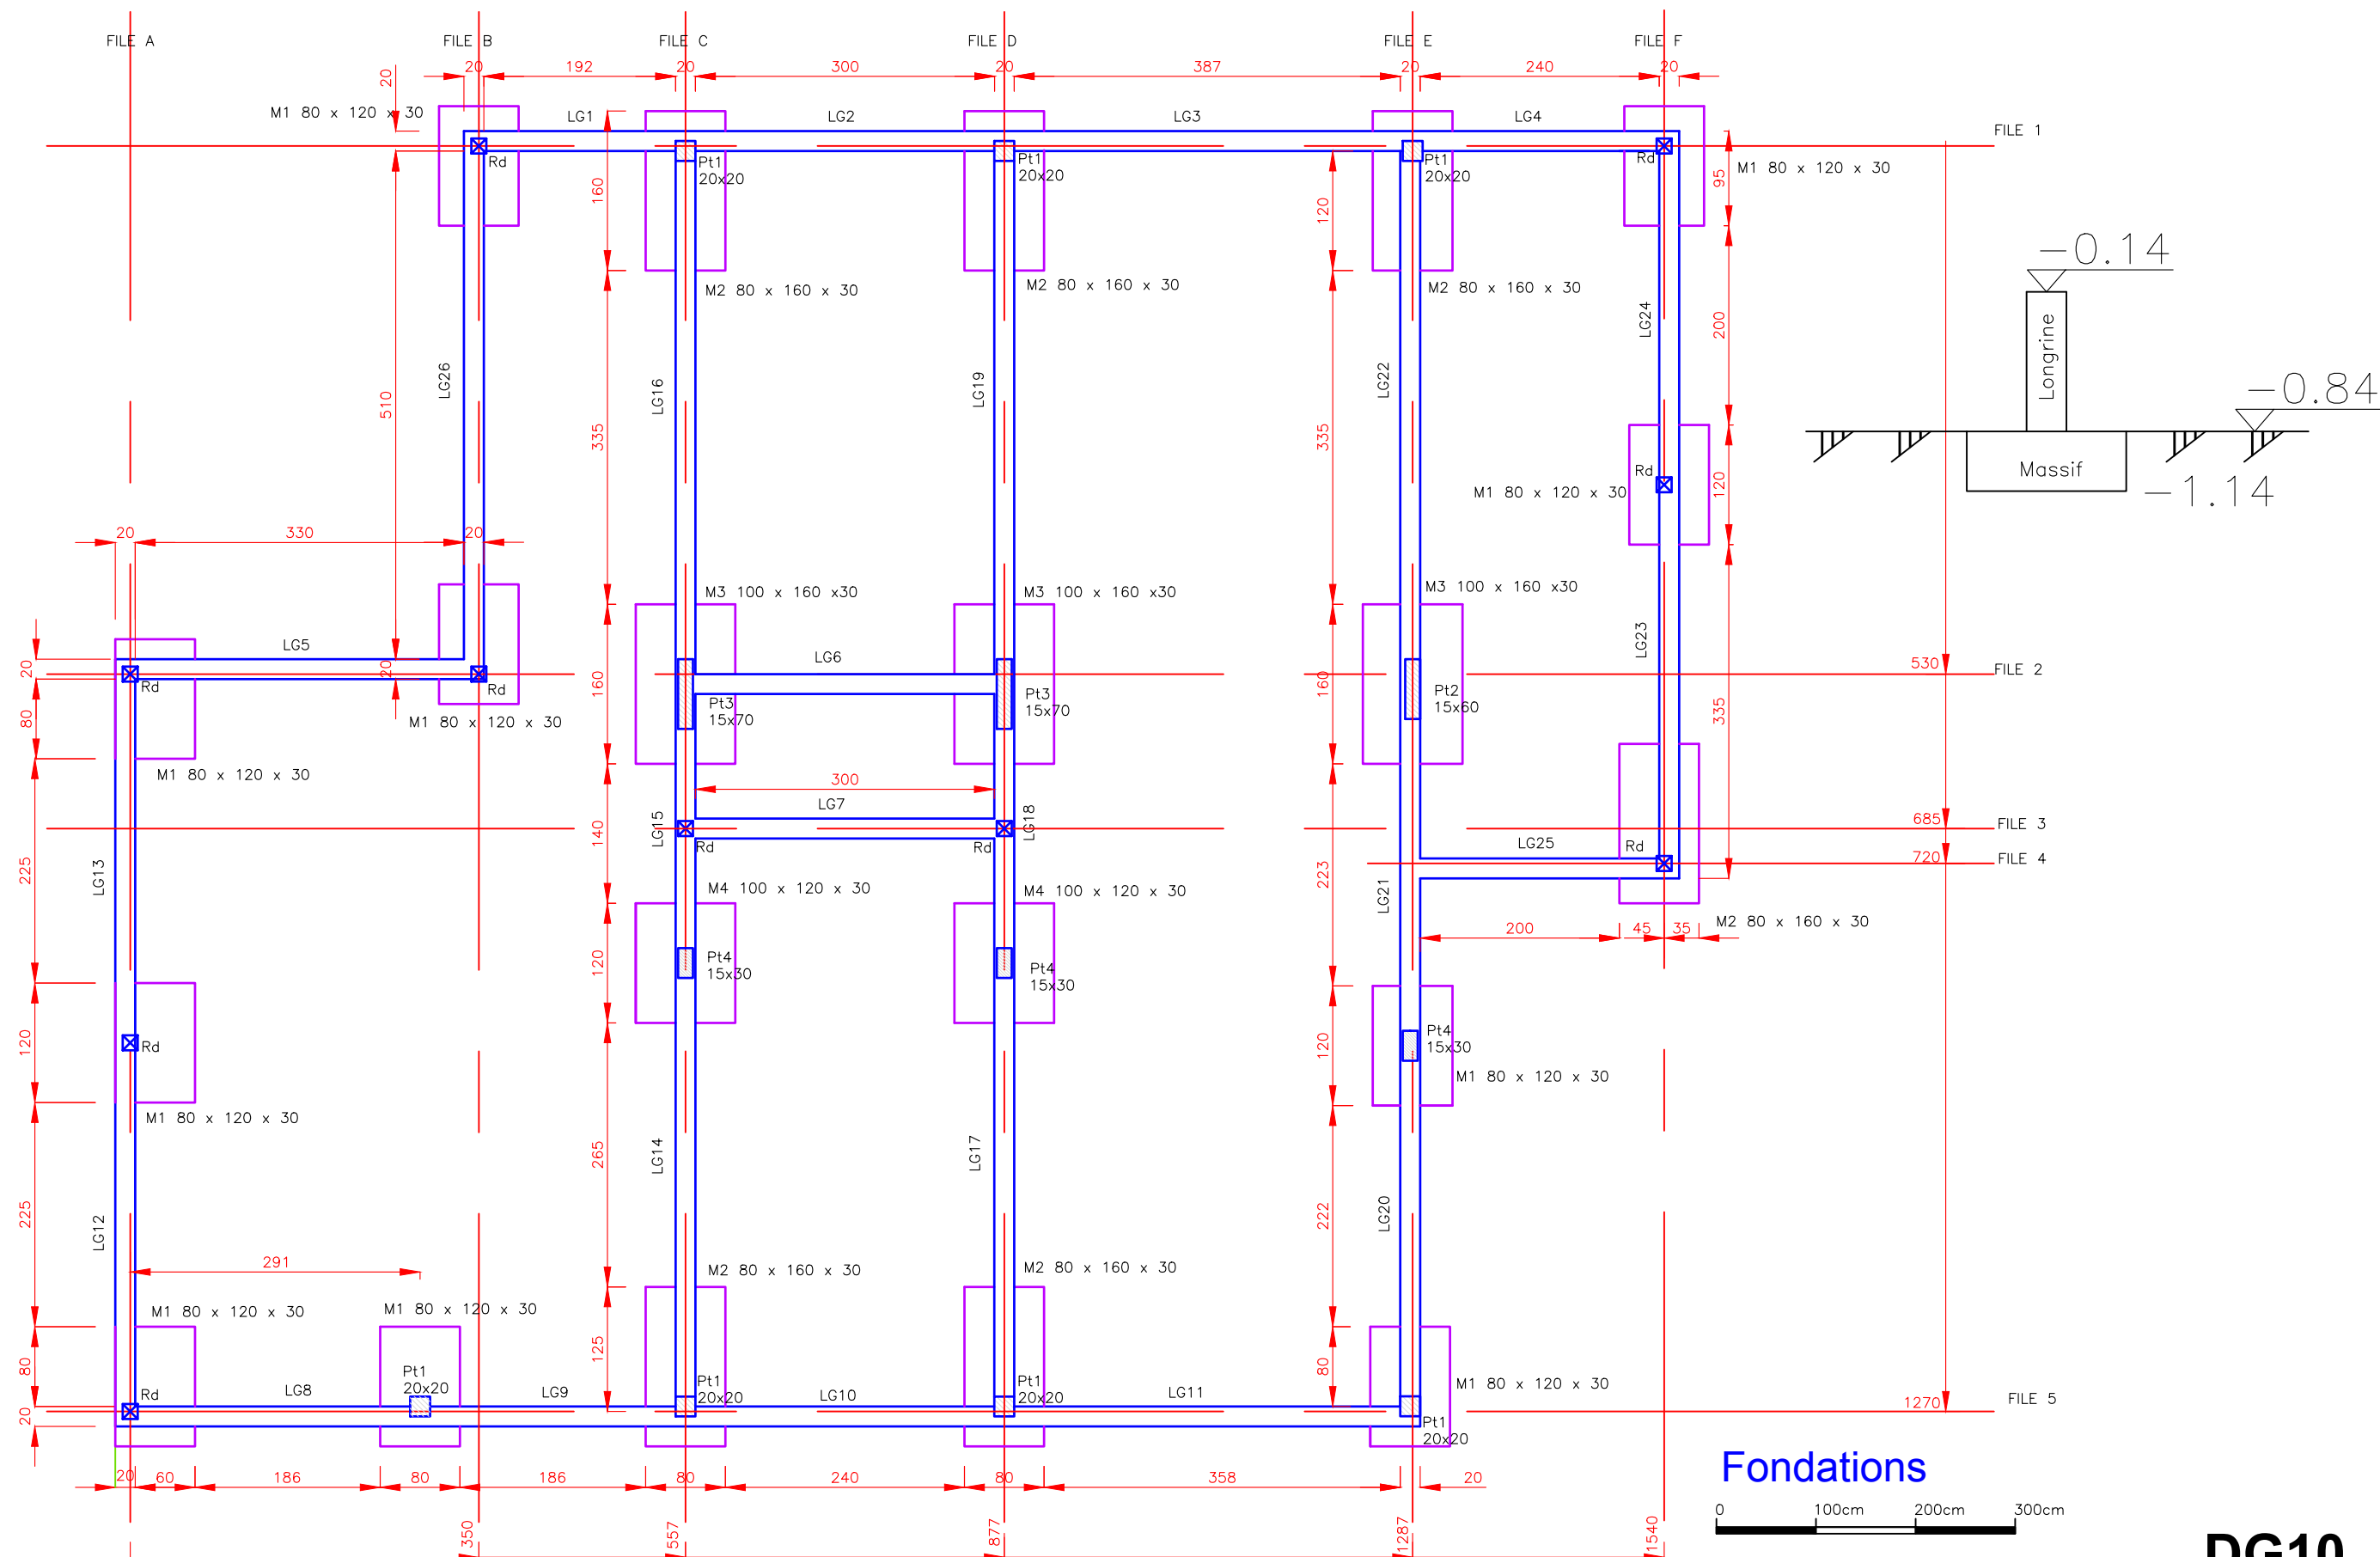 FILE A
FILE B
FILE C
FILE D
FILE E
FILE F
20
192
20
300
20
387
20
240
20
20
M1 80 x 120 x 30
LG1
LG2
LG3
LG4
FILE 1
Rd
Pt1
20x20
Pt1
20x20
Pt1
20x20
Rd
M1 80 x 120 x 30
160
120
95
M2 80 x 160 x 30
M2 80 x 160 x 30
M2 80 x 160 x 30
-0.14
Longrine
-0.84
Massif
-1.14
LG26
510
LG16
335
LG19
LG22
335
LG24
200
Rd
M1 80 x 120 x 30
120
20
330
20
M3 100 x 160 x30
M3 100 x 160 x30
M3 100 x 160 x30
LG5
LG6
LG23
20
80
Rd
20
Rd
160
Pt3
15x70
Pt3
15x70
160
Pt2
15x60
335
530
FILE 2
M1 80 x 120 x 30
M1 80 x 120 x 30
300
LG7
LG15
140
Rd
Rd
LG18
LG25
Rd
685
FILE 3
720
FILE 4
LG13
225
M4 100 x 120 x 30
M4 100 x 120 x 30
223
LG21
M2 80 x 160 x 30
200
45
35
120
Pt4
15x30
Pt4
15x30
120
Rd
120
Pt4
15x30
M1 80 x 120 x 30
M1 80 x 120 x 30
LG12
225
LG14
265
LG17
222
LG20
291
M1 80 x 120 x 30
M1 80 x 120 x 30
M2 80 x 160 x 30
M2 80 x 160 x 30
80
20
Rd
LG8
Pt1
20x20
LG9
125
Pt1
20x20
LG10
Pt1
20x20
LG11
80
M1 80 x 120 x 30
Pt1
20x20
1270
FILE 5
20
60
186
80
186
80
240
80
358
20
350
557
877
1287
1540
Fondations
0
100cm
200cm
300cm
DG10